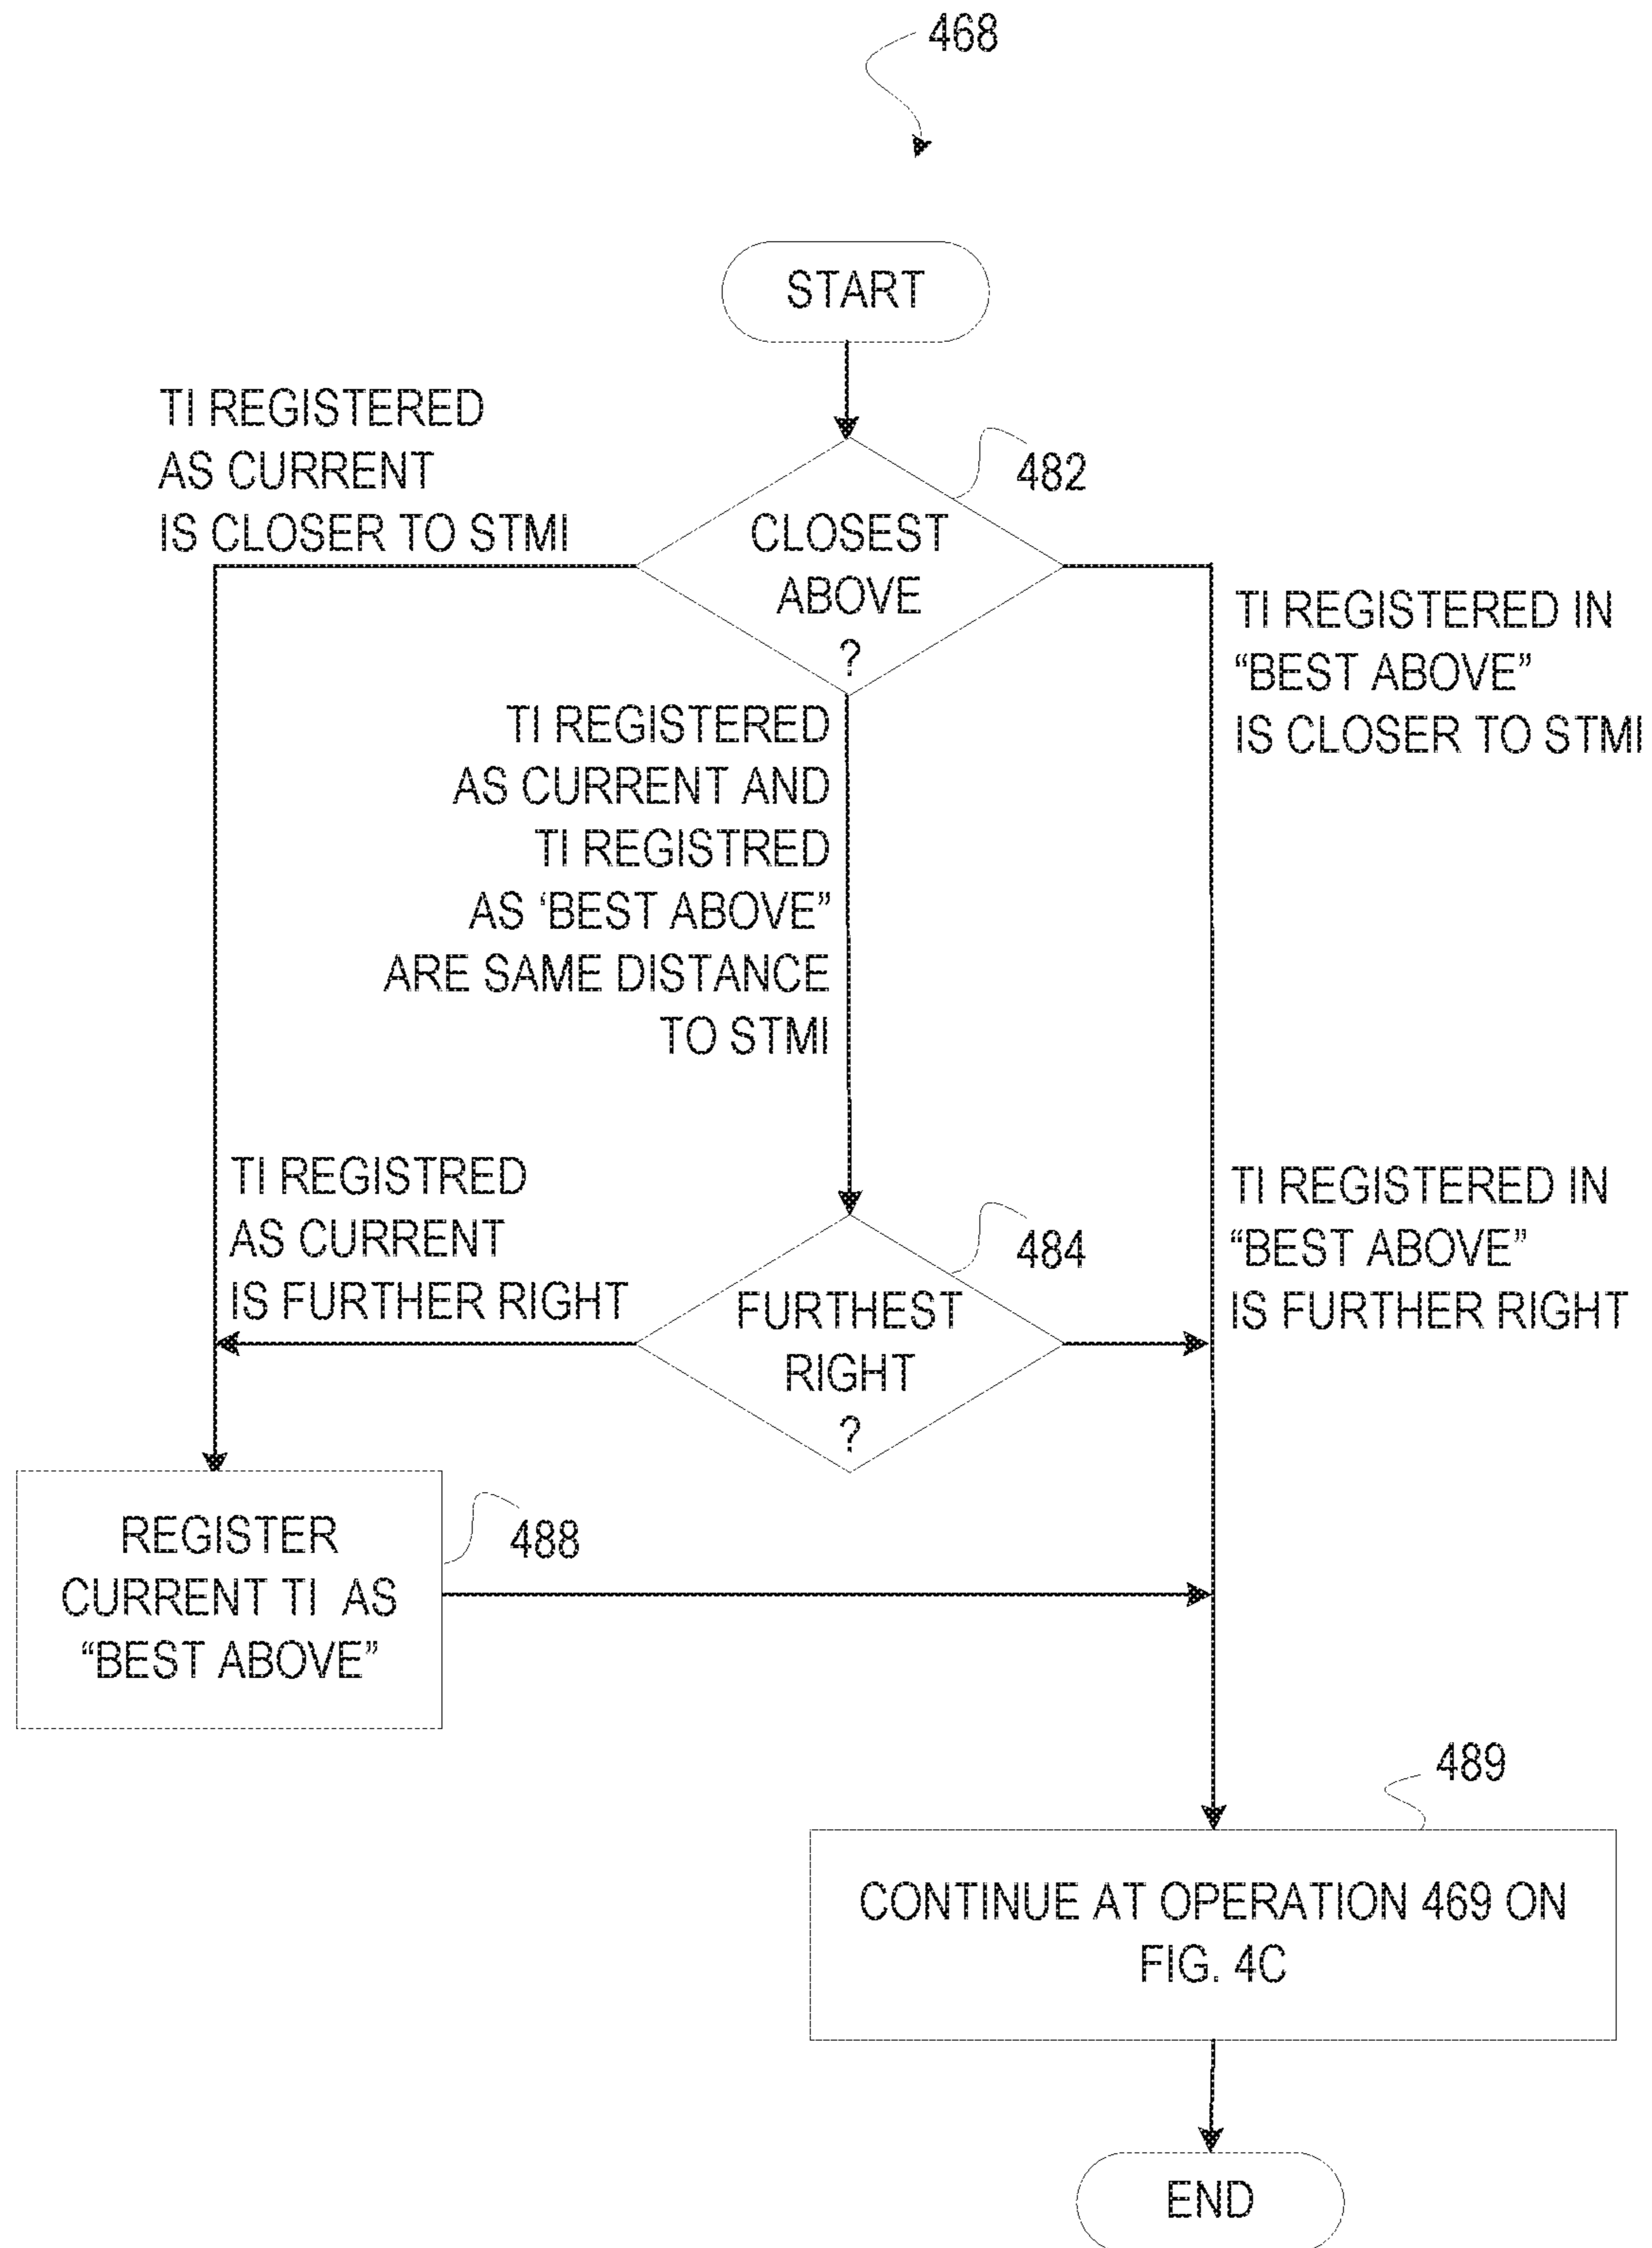 468
START
TI REGISTERED
AS CURRENT
IS CLOSER TO STMI
482
CLOSEST
ABOVE
?
TI REGISTERED IN
“BEST ABOVE”
IS CLOSER TO STMI
TI REGISTERED
AS CURRENT AND
TI REGISTRED
AS ‘BEST ABOVE”
ARE SAME DISTANCE
TO STMI
TI REGISTRED
AS CURRENT
IS FURTHER RIGHT
484
FURTHEST
RIGHT
?
TI REGISTERED IN
“BEST ABOVE”
IS FURTHER RIGHT
REGISTER
CURRENT TI AS
“BEST ABOVE”
488
489
CONTINUE AT OPERATION 469 ON
FIG. 4C
END